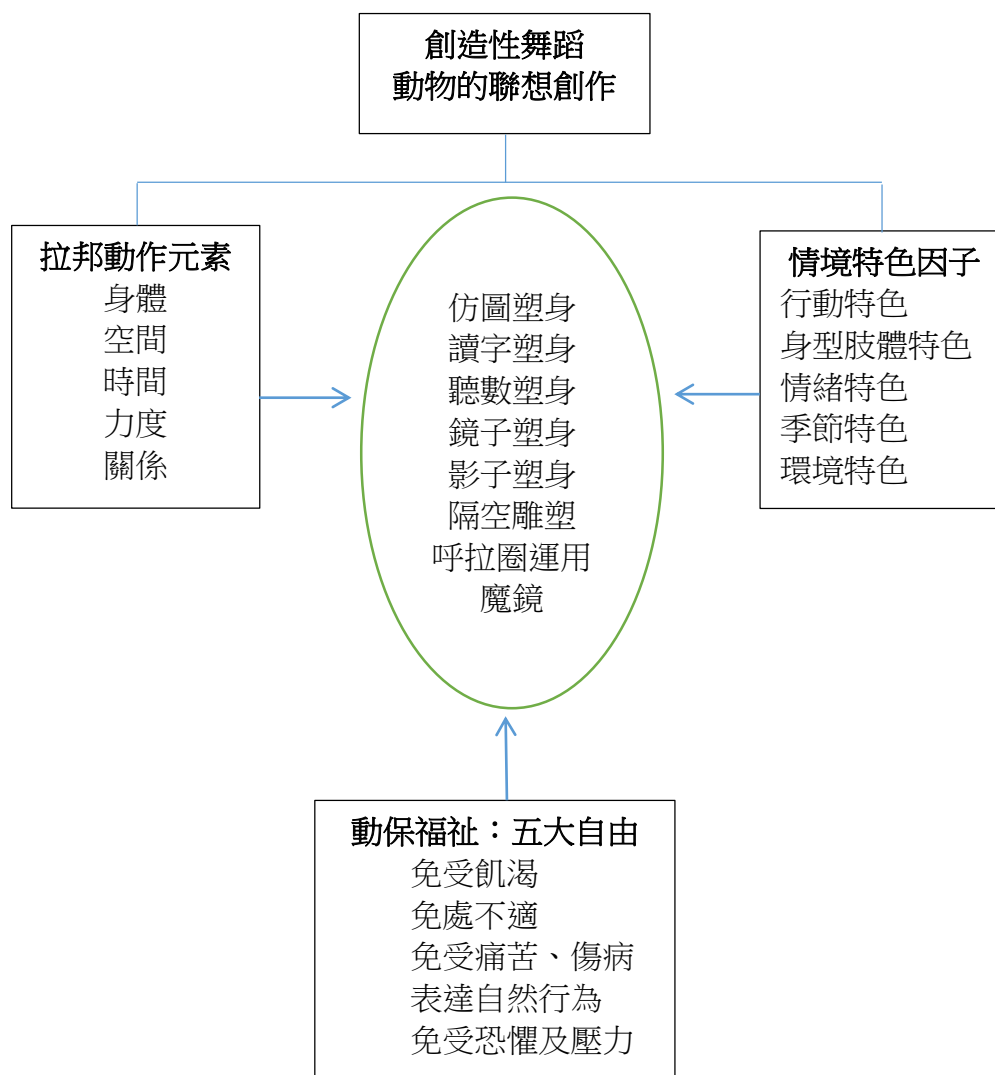 創造性舞蹈
動物的聯想創作
拉邦動作元素
身體
空間
時間
力度
關係
仿圖塑身
讀字塑身
聽數塑身
鏡子塑身
影子塑身
隔空雕塑
呼拉圈運用
魔鏡
情境特色因子
行動特色
身型肢體特色
情緒特色
季節特色
環境特色
動保福祉：五大自由
免受飢渴
免處不適
免受痛苦、傷病
表達自然行為
免受恐懼及壓力